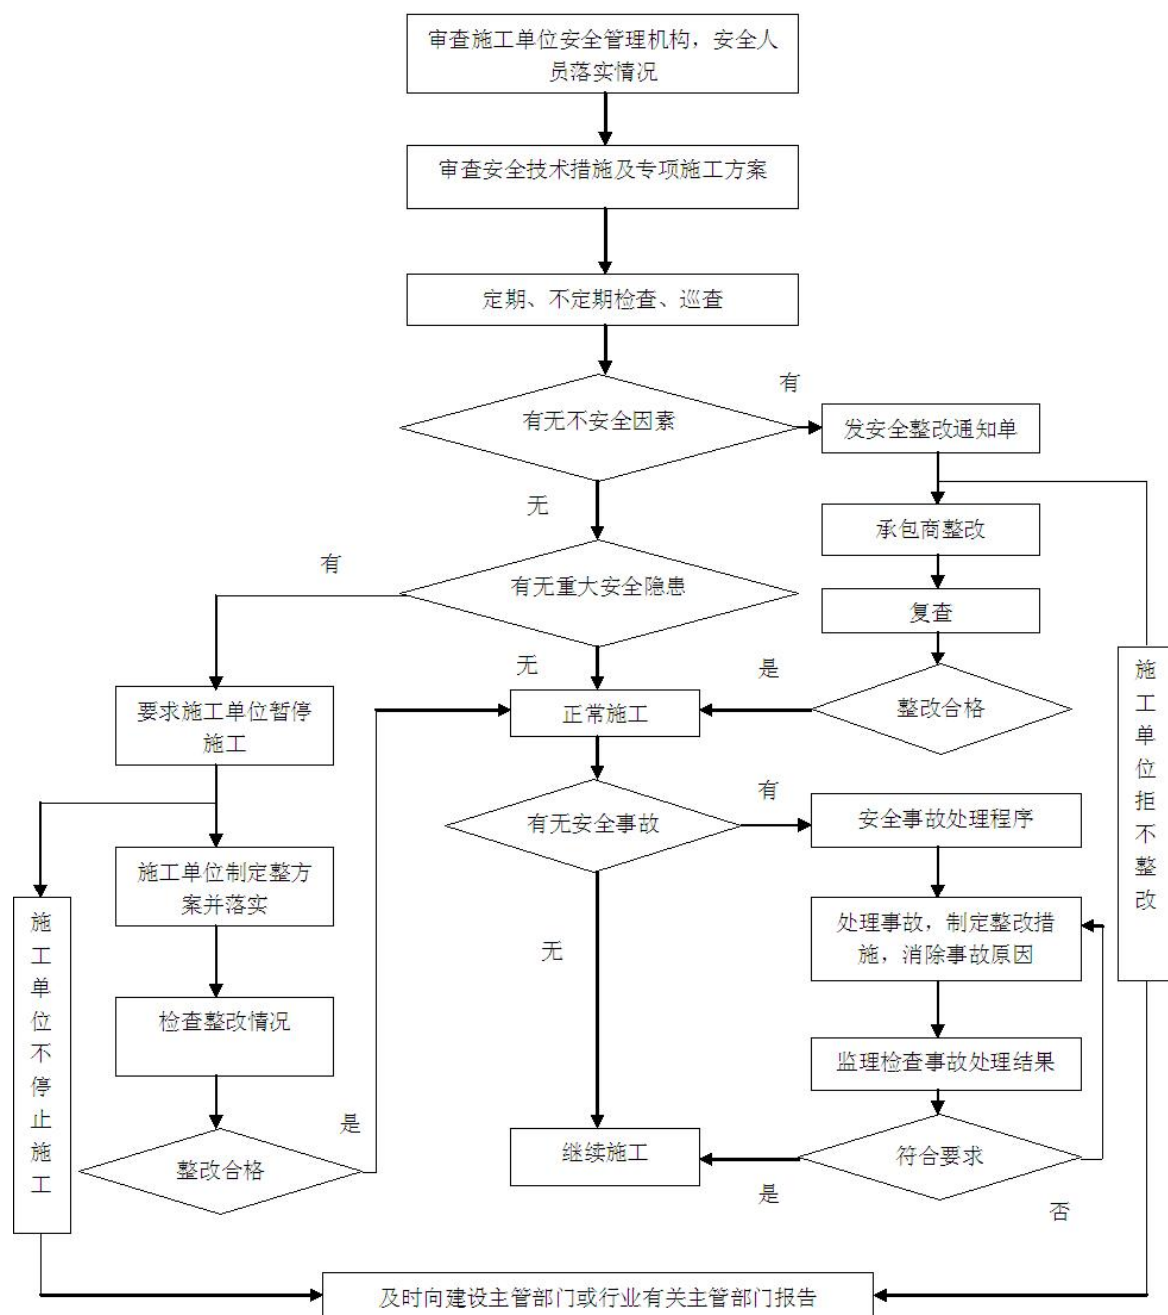 审查施工单位安全管理机构，安全人
员落实情况
审查安全技术措施及专项施工方案
定期、不定期检查、巡查
有无不安全因素
有
发安全整改通知单
无
承包商整改
有
有无重大安全隐患
复查
无
是
要求施工单位暂停
施工
正常施工
整改合格
施工单位拒不整改
有无安全事故
有
安全事故处理程序
施工单位制定整方
案并落实
处理事故，制定整改措
施，消除事故原因
无
施工单位不停止施工
检查整改情况
监理检查事故处理结果
是
整改合格
继续施工
符合要求
是
否
及时向建设主管部门或行业有关主管部门报告